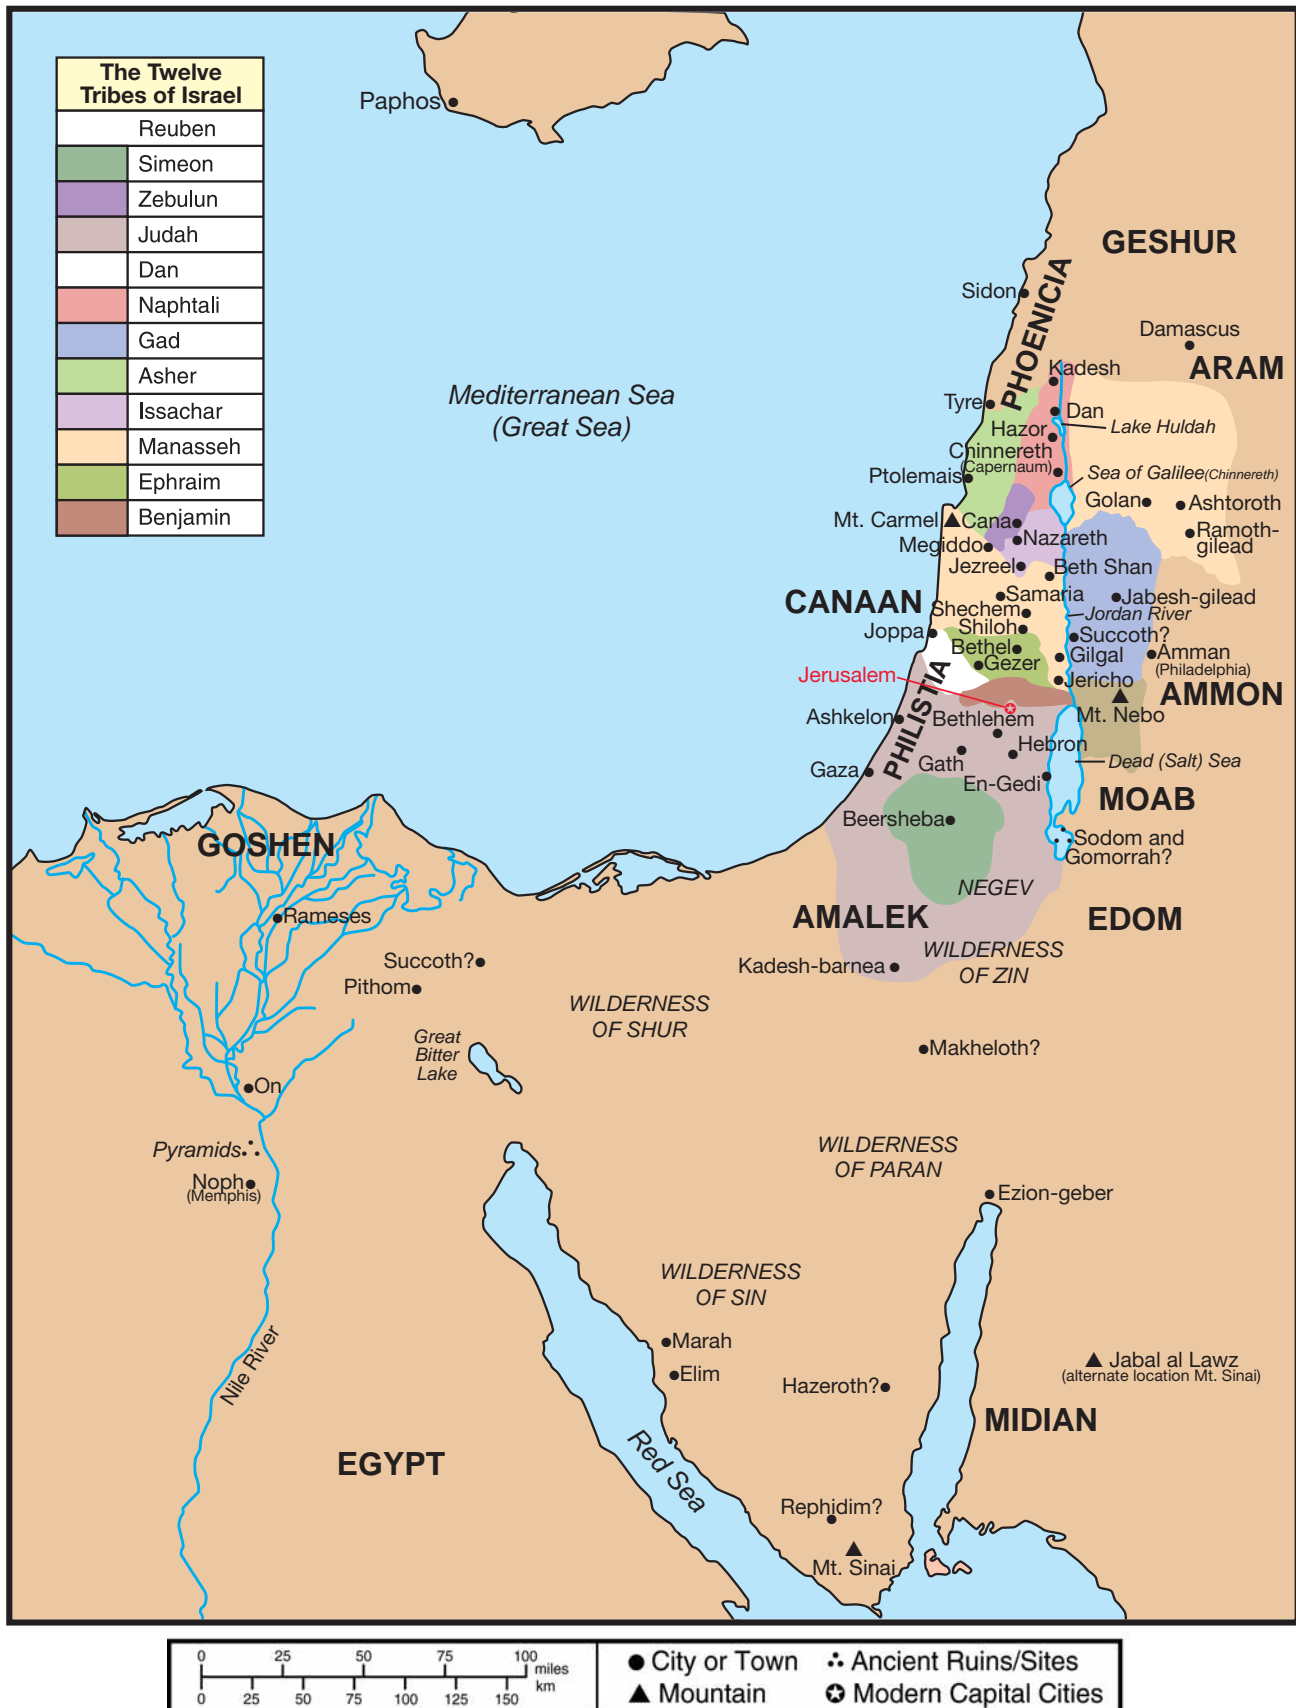 The Twelve
Tribes of Israel
Reuben
Simeon
Zebulun
Judah
Dan
Naphtali
Gad
Asher
Issachar
Manasseh
Ephraim
Benjamin
Paphos
GESHUR
PHOENICIA
Sidon
Damascus
ARAM
Kadesh
Mediterranean Sea
(Great Sea)
Tyre
Dan
Lake Huldah
Hazor
Chinnereth
(Capernaum)
Sea of Galilee (Chinnereth)
Ptolemais
Golan
Ashtoroth
Mt. Carmel
Cana
Ramoth-
gilead
Nazareth
Megiddo
Jezreel
Beth Shan
CANAAN
Samaria
Jabesh-gilead
Shechem
Jordan River
Joppa
Shiloh
Succoth?
Bethel
Gilgal
Amman
(Philadelphia)
Gezer
Jerusalem
Jericho
AMMON
PHILISTIA
Mt. Nebo
Ashkelon
Bethlehem
Hebron
Gath
Dead (Salt) Sea
Gaza
En-Gedi
MOAB
Beersheba
Sodom and
Gomorrah?
GOSHEN
NEGEV
AMALEK
EDOM
Rameses
WILDERNESS
OF ZIN
Succoth?
Kadesh-barnea
Pithom
WILDERNESS
OF SHUR
Great
Bitter
Lake
Makheloth?
On
Pyramids
WILDERNESS
OF PARAN
Noph
(Memphis)
Ezion-geber
WILDERNESS
OF SIN
Marah
Nile River
Elim
Jabal al Lawz
(alternate location Mt. Sinai)
Hazeroth?
MIDIAN
EGYPT
Red Sea
Rephidim?
Mt. Sinai
0 25 50 75 100
miles
km
0 25 50 75 100 125 150
City or Town
Ancient Ruins/Sites
Mountain
Modern Capital Cities